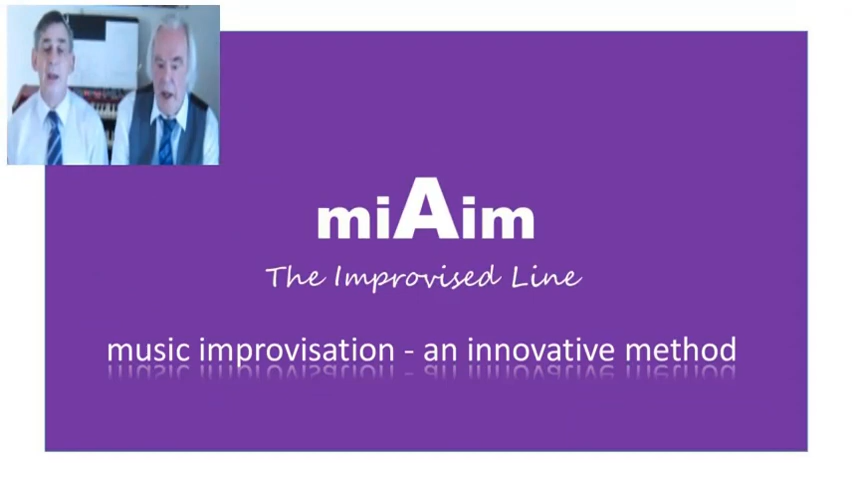 miAim
The Improvised Line
music improvisation - an innovative method